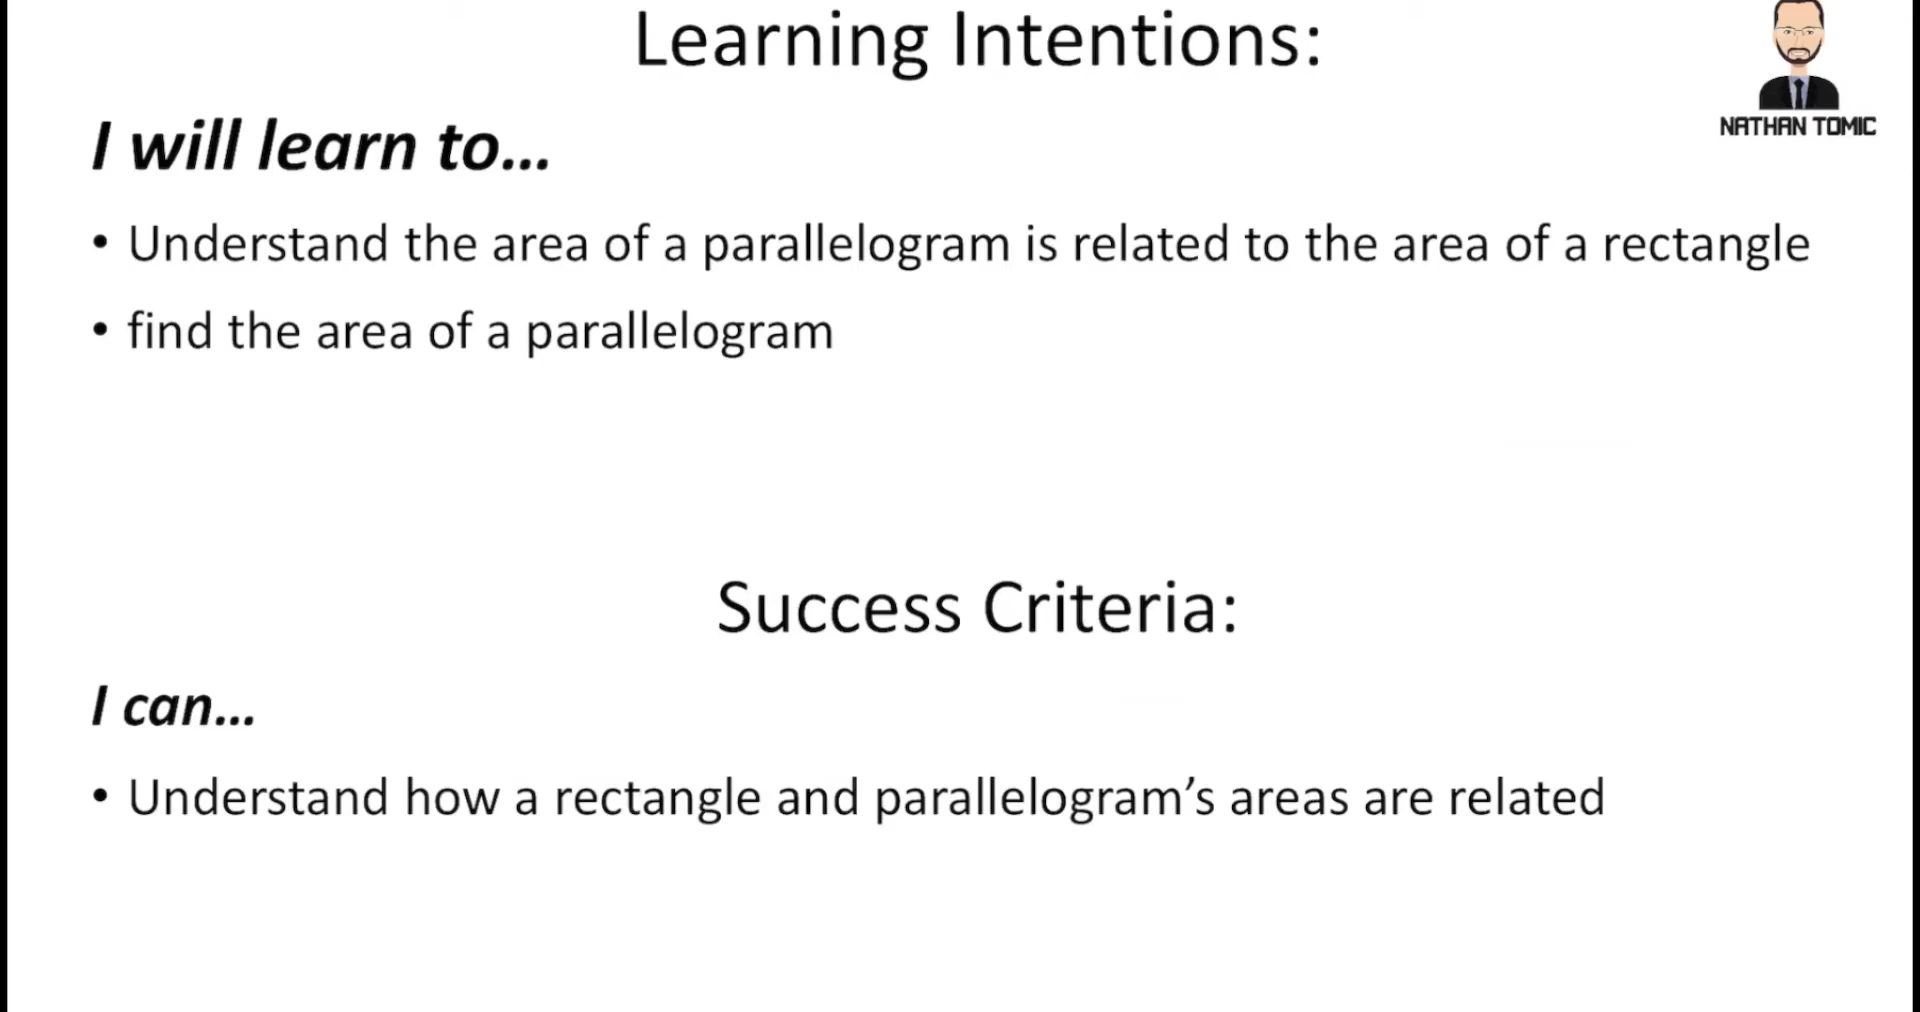 Learning Intentions:
NATHAN TOMIC
I will learn to...
• Understand the area of a parallelogram is related to the area of a rectangle
• find the area of a parallelogram
Success Criteria:
I can...
• Understand how a rectangle and parallelogram’s areas are related